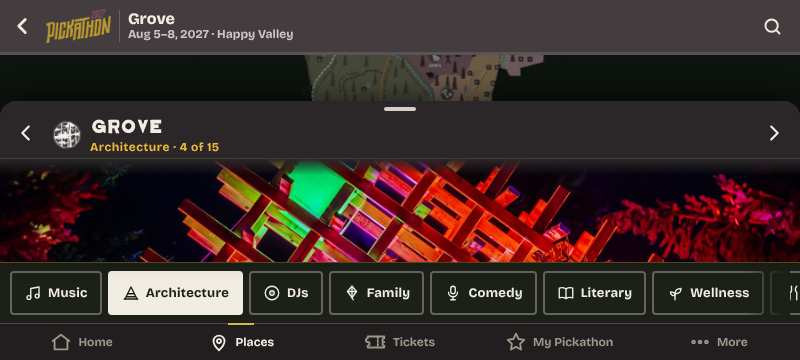 PICKATHON
Grove
Aug 5–8, 2027 · Happy Valley
GROVE
Architecture · 4 of 15
Music
Architecture
DJs
Family
Comedy
Literary
Wellness
Home
Places
Tickets
My Pickathon
More